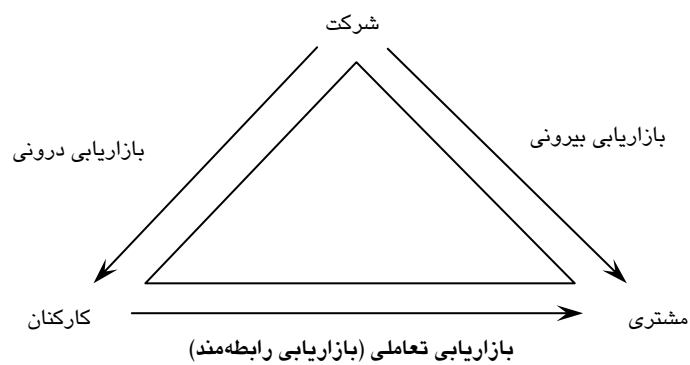 شرکت
بازاریابی بیرونی
بازاریابی درونی
مشتری
کارکنان
بازاریابی تعاملی (بازاریابی رابطه‌مند)